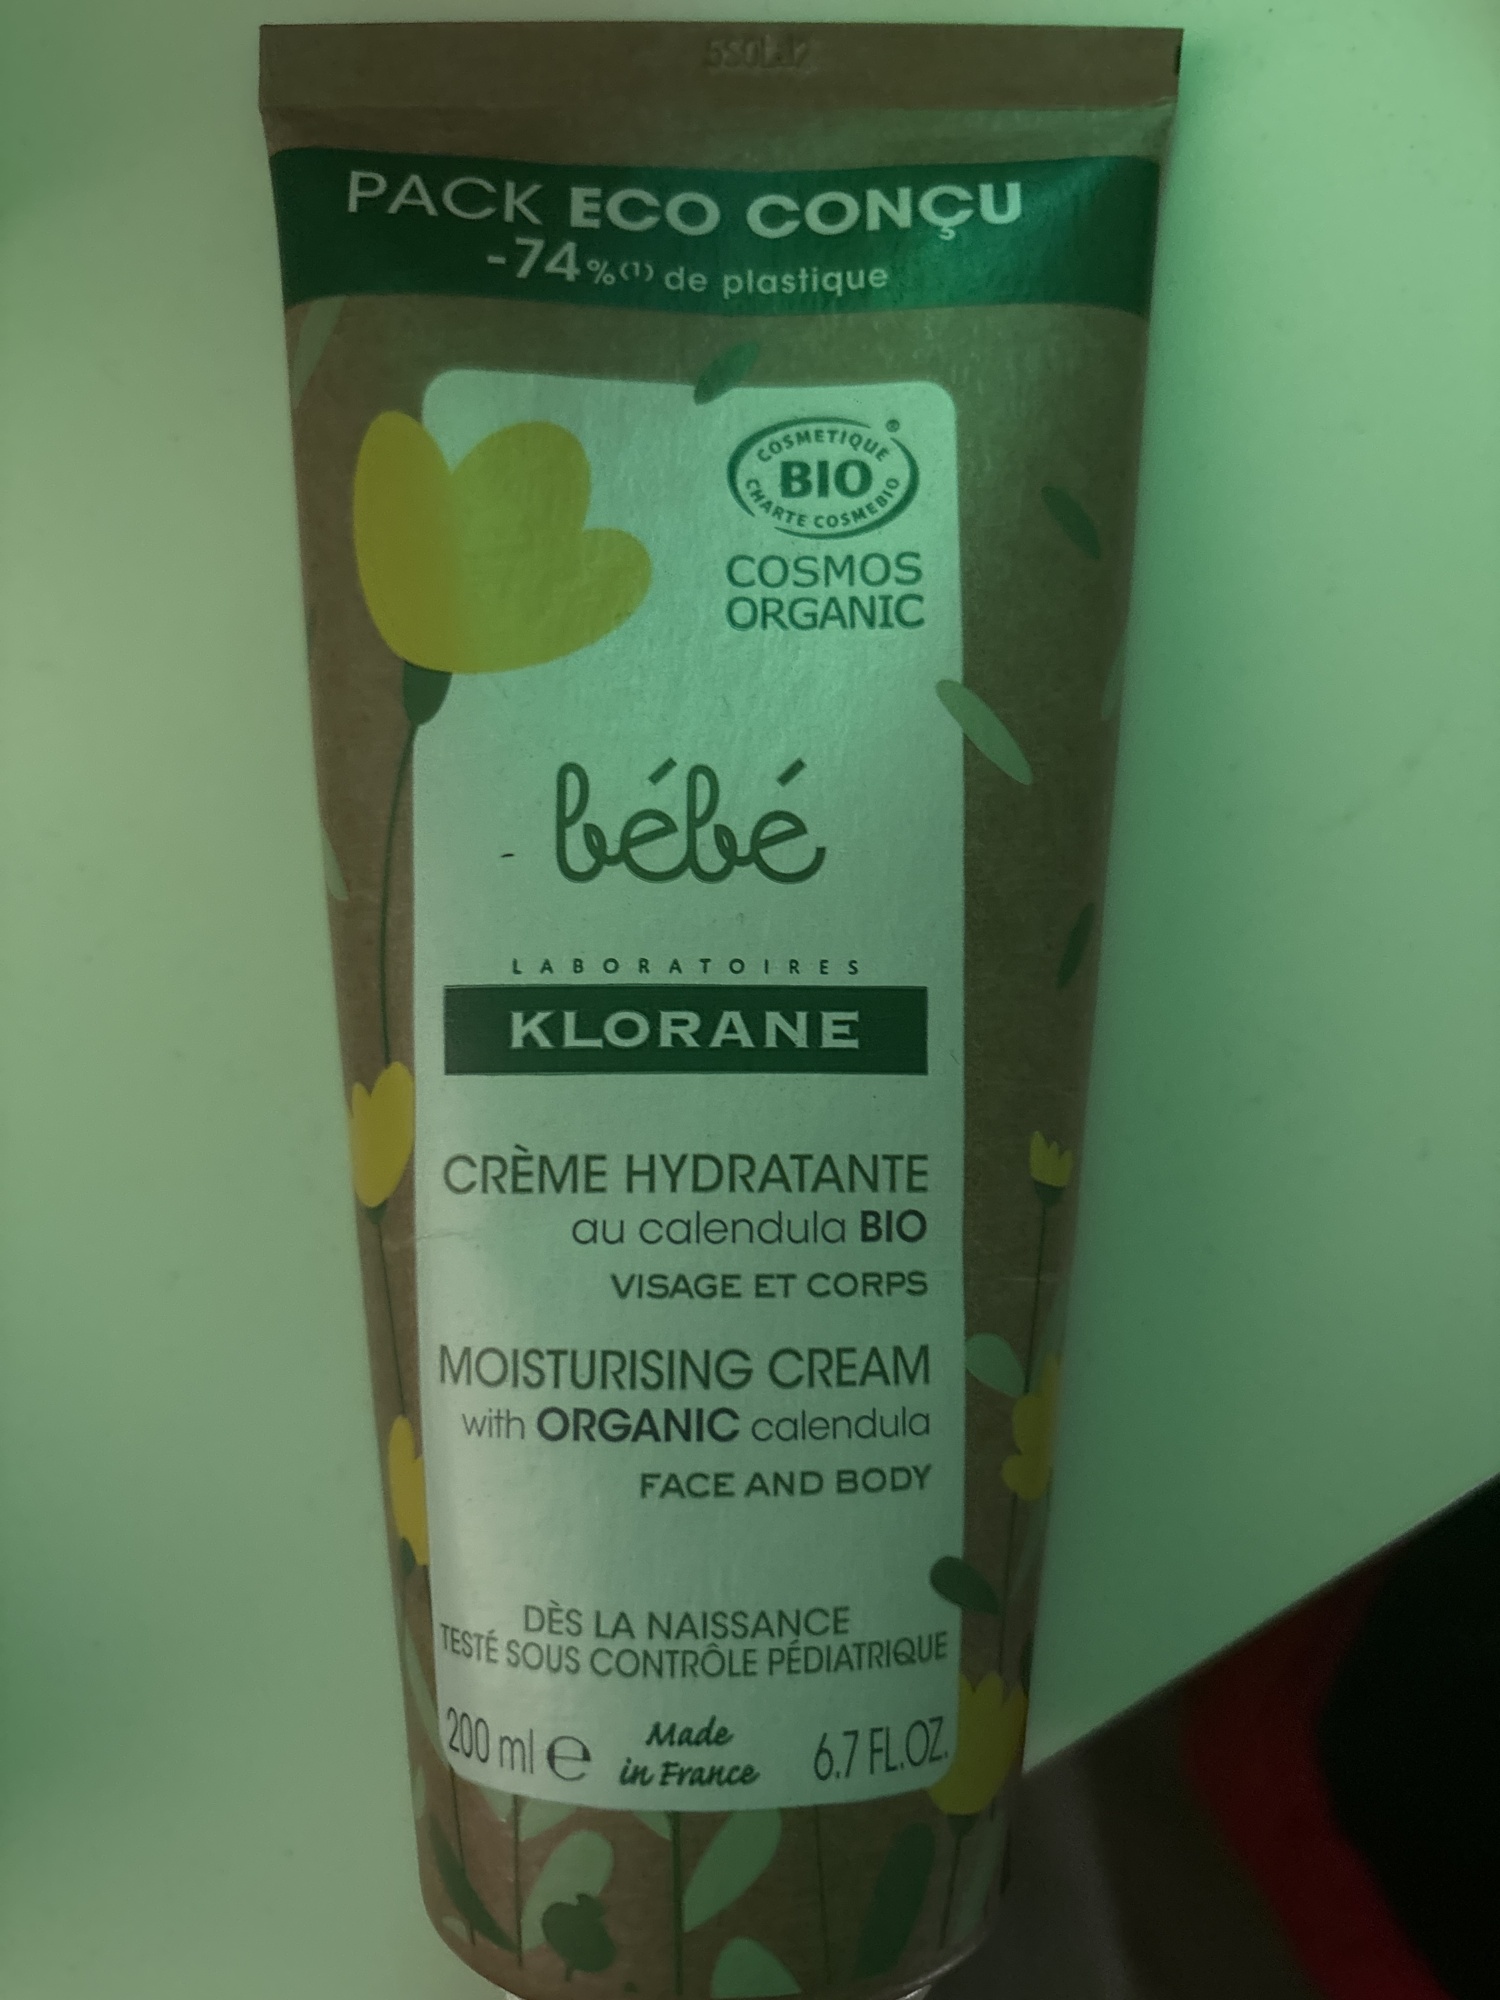 PACK ECO CONÇU
-74%(1) de plastique
COSMETIQUE
BIO
CHARTE COSMEBIO
®
COSMOS
ORGANIC
bébé
LABORATOIRES
KLORANE
CRÈME HYDRATANTE
au calendula BIO
VISAGE ET CORPS
MOISTURISING CREAM
with ORGANIC calendula
FACE AND BODY
DÈS LA NAISSANCE
TESTÉ SOUS CONTRÔLE PÉDIATRIQUE
200 ml e Made in France 6.7 FL.OZ.